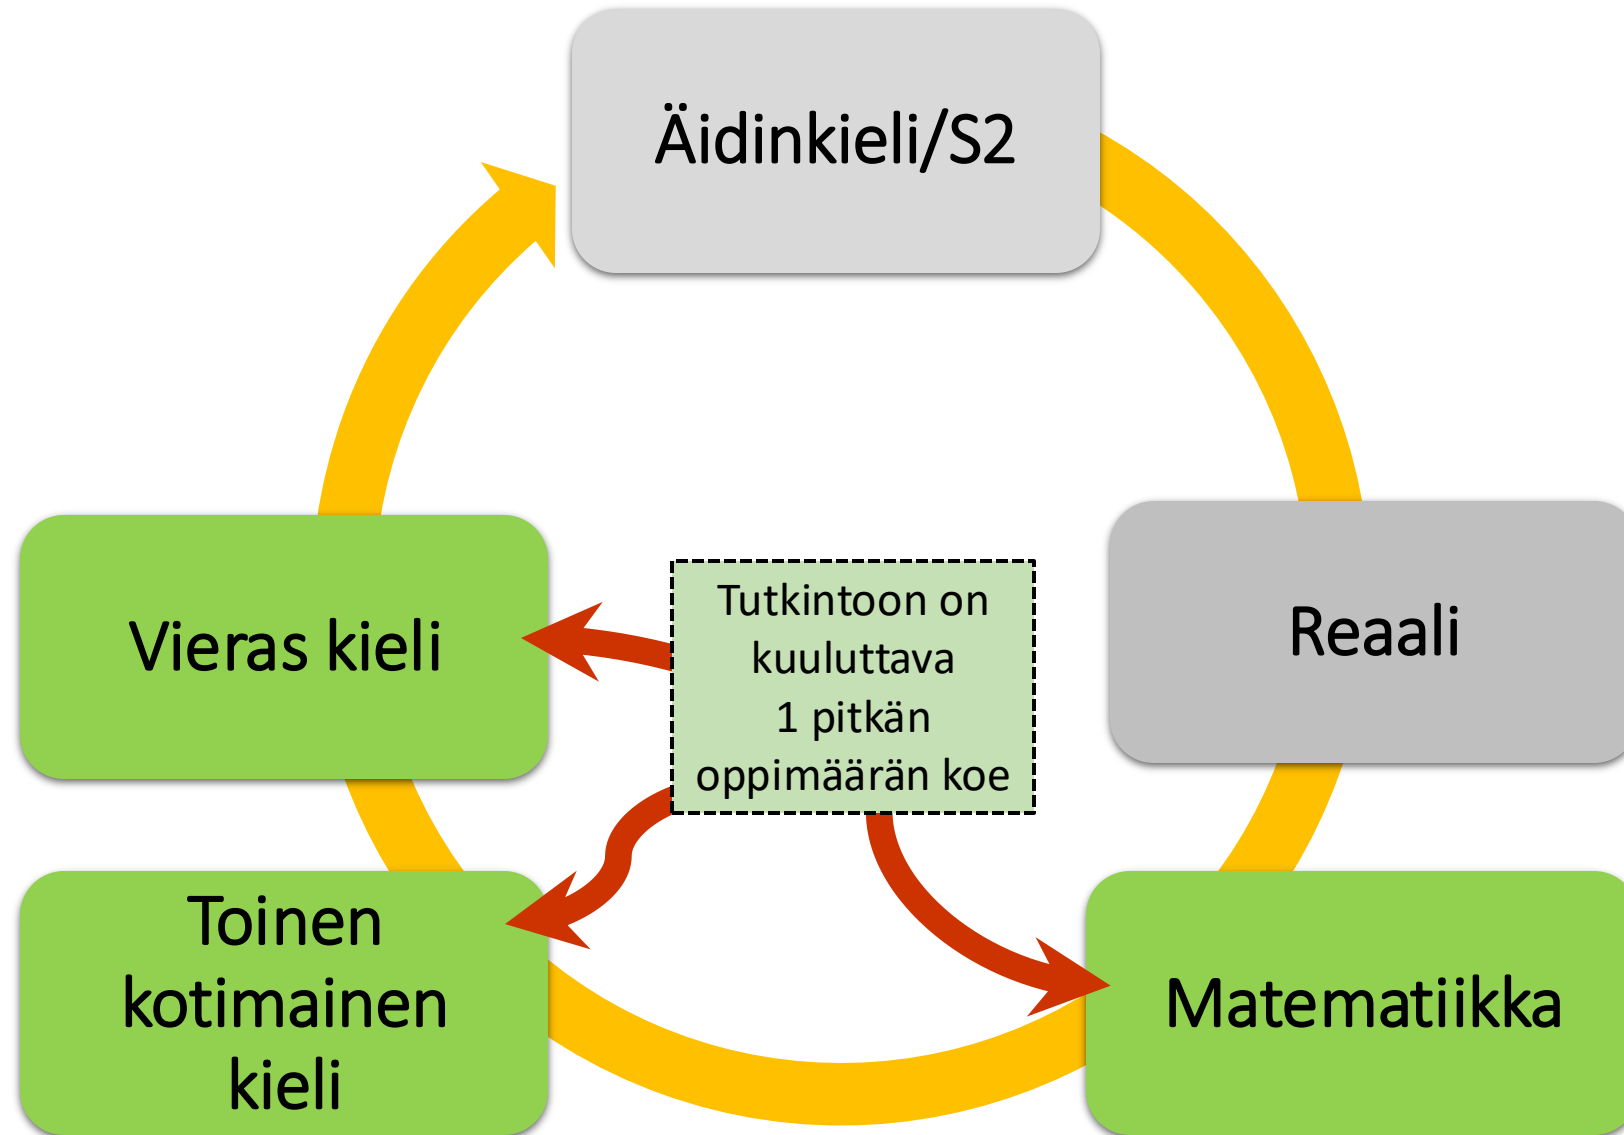 Äidinkieli/S2
Vieras kieli
Tutkintoon on
kuuluttava
1 pitkän
oppimäärän koe
Reaali
Toinen
kotimainen
kieli
Matematiikka